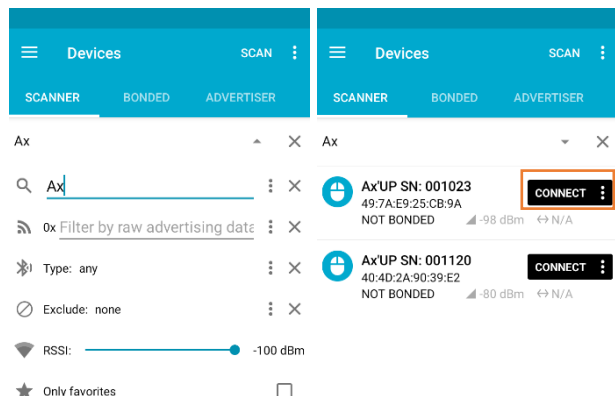 Devices SCAN
SCANNER BONDED ADVERTISER
Ax
Ax
0x Filter by raw advertising data
Type: any
Exclude: none
RSSI: -100 dBm
Only favorites
Devices SCAN
SCANNER BONDED ADVERTISER
Ax
Ax'UP SN: 001023
49:7A:E9:25:CB:9A
NOT BONDED -98 dBm N/A
CONNECT
Ax'UP SN: 001120
40:4D:2A:90:39:E2
NOT BONDED -80 dBm N/A
CONNECT